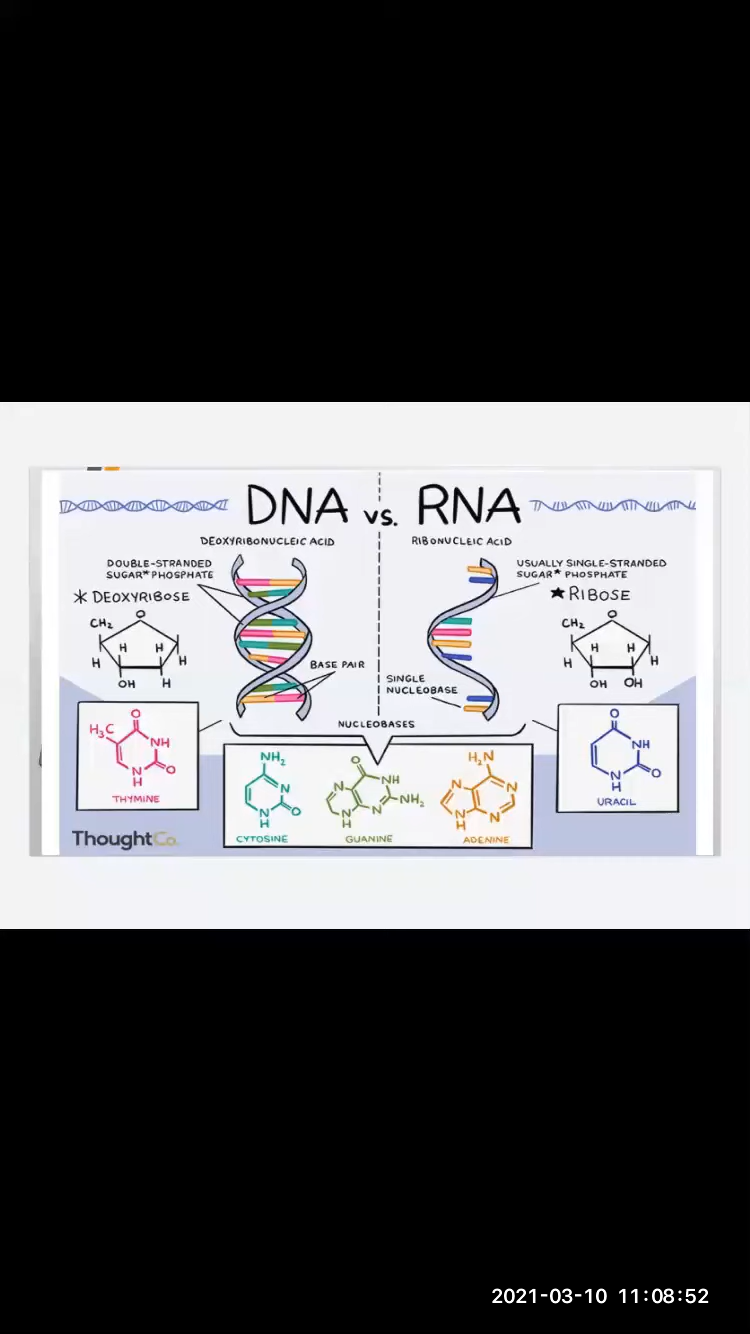 DNA vs. RNA
DEOXYRIBONUCLEIC ACID
RIBONUCLEIC ACID
DOUBLE-STRANDED
SUGAR* PHOSPHATE
* DEOXYRIBOSE
CH2
O
H
H
H
H
OH
H
BASE PAIR
USUALLY SINGLE-STRANDED
SUGAR* PHOSPHATE
★ RIBOSE
CH2
O
H
H
H
H
OH
OH
SINGLE
NUCLEOBASE
NUCLEOBASES
O
H3C
NH
N
H
O
THYMINE
NH2
N
N
H
O
CYTOSINE
O
N
NH
N
H
N
NH2
GUANINE
H2N
N
N
N
H
N
ADENINE
O
NH
N
H
O
URACIL
ThoughtCo.
2021-03-10 11:08:52